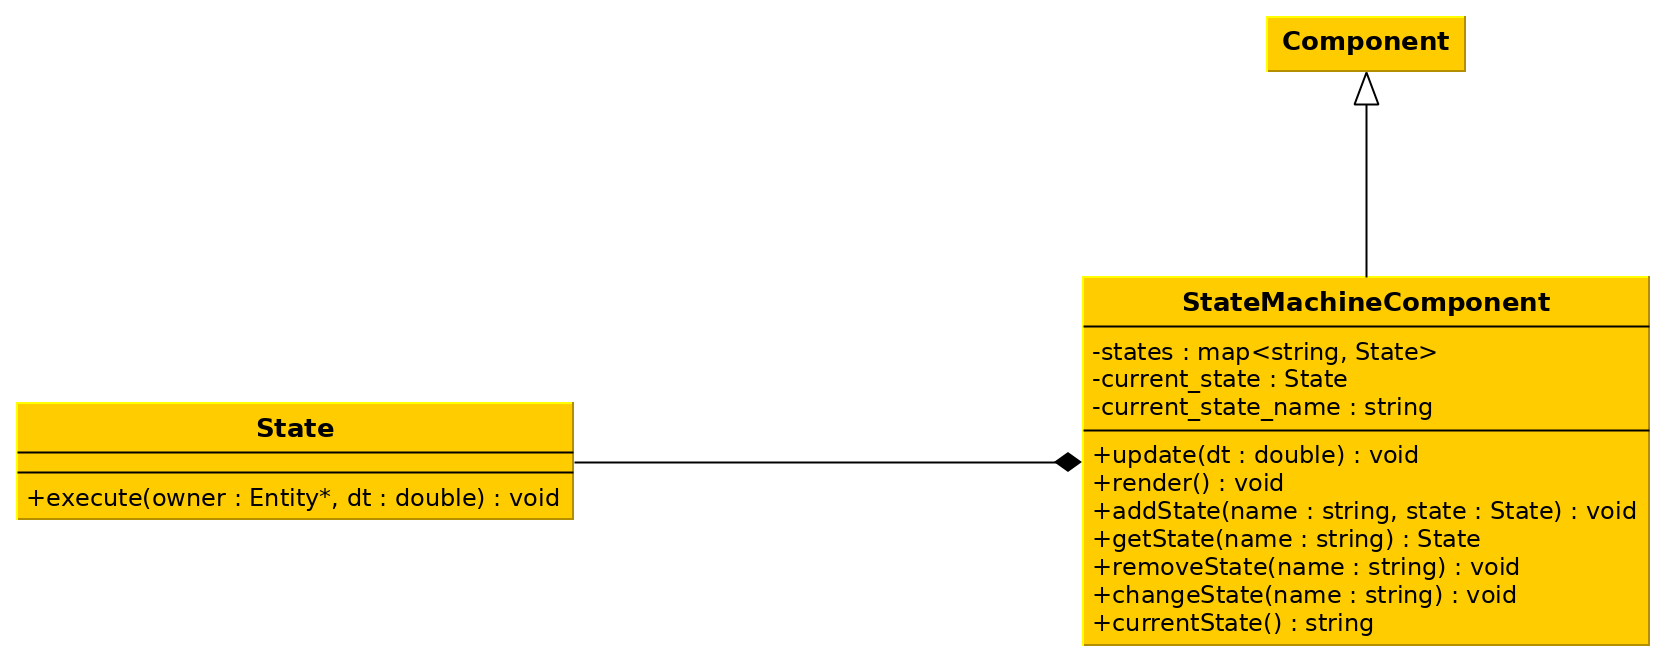 Component
StateMachineComponent
-states : map<string, State>
-current_state : State
-current_state_name : string
+update(dt : double) : void
+render() : void
+addState(name : string, state : State) : void
+getState(name : string) : State
+removeState(name : string) : void
+changeState(name : string) : void
+currentState() : string
State
+execute(owner : Entity*, dt : double) : void